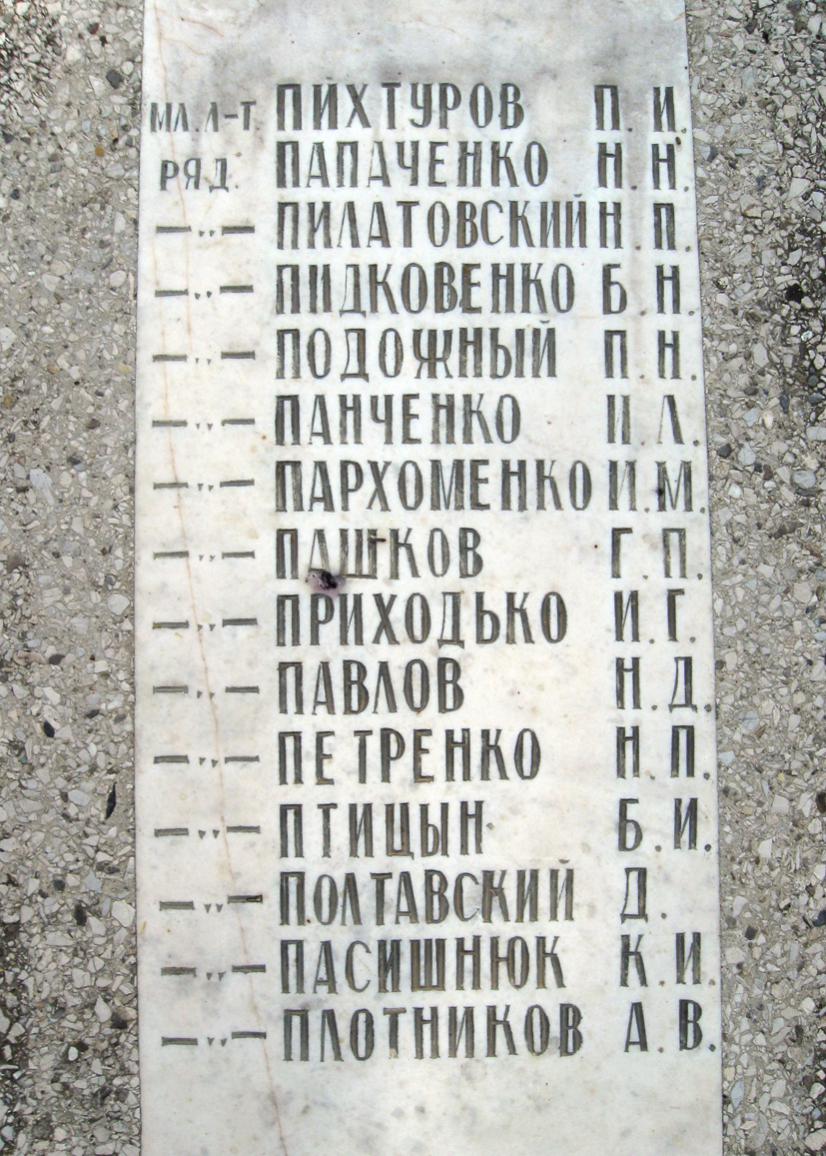 МЛ. Л-Т ПИХТУРОВ П. И.
РЯД. ПАПАЧЕНКО Н. Н.
—„— ПИЛАТОВСКИЙ Н. П.
—„— ПИДКОВЕНКО Б. Н.
—„— ПОДОЖНЫЙ П. Н.
—„— ПАНЧЕНКО И. Л.
—„— ПАРХОМЕНКО И. М.
—„— ПАШКОВ Г. П.
—„— ПРИХОДЬКО И. Г.
—„— ПАВЛОВ Н. Д.
—„— ПЕТРЕНКО Н. П.
—„— ПТИЦЫН Б. И.
—„— ПОЛТАВСКИЙ Д.
—„— ПАСИШНЮК К. И.
—„— ПЛОТНИКОВ А. В.